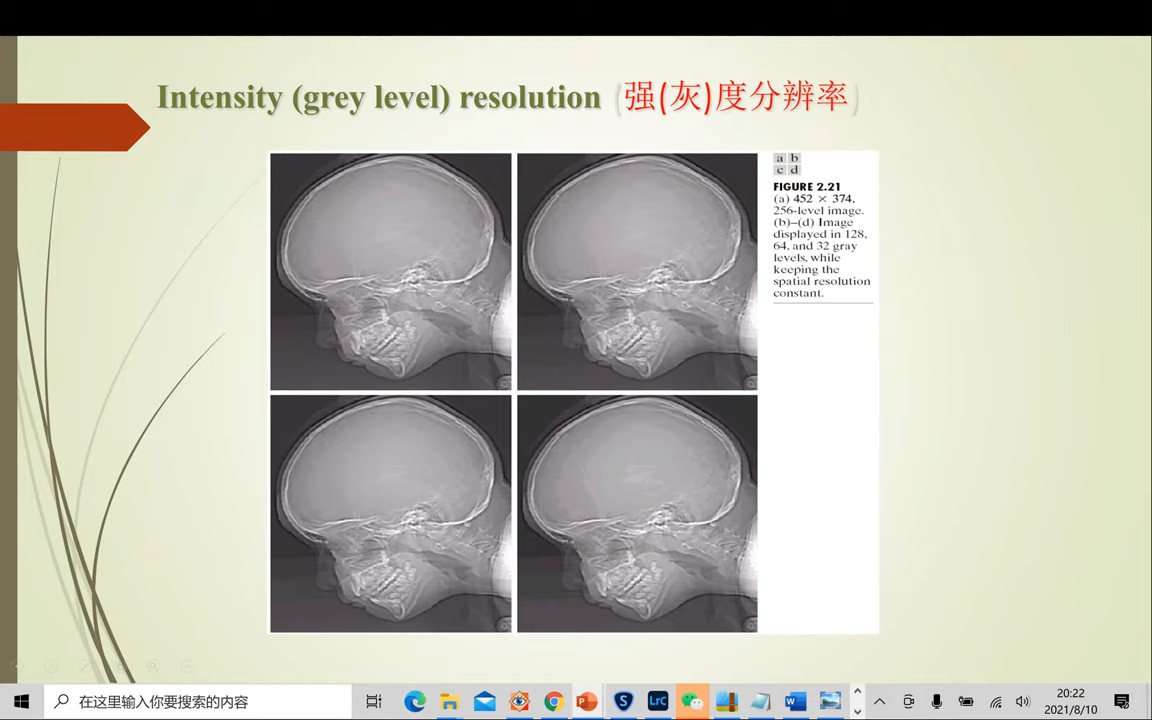 Intensity (grey level) resolution (强(灰)度分辨率)
a b
c d
FIGURE 2.21
(a) 452 × 374,
256-level image.
(b)–(d) Image
displayed in 128,
64, and 32 gray
levels, while
keeping the
spatial resolution
constant.
在这里输入你要搜索的内容
P
S
LrC
W
20:22
2021/8/10